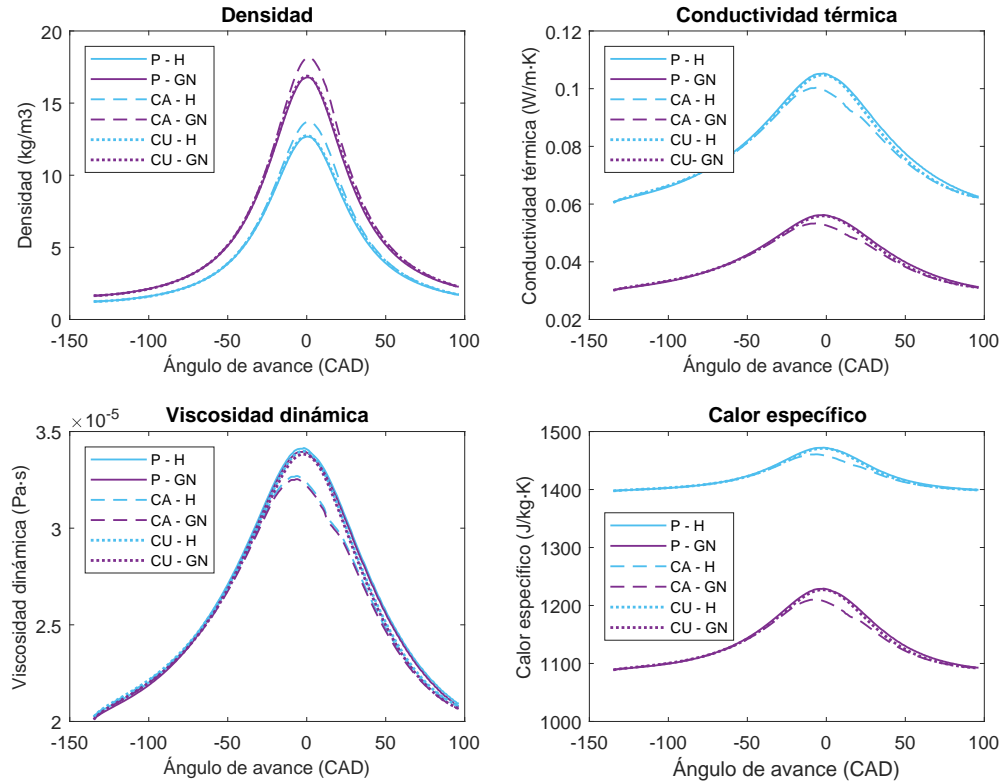 Densidad
20
15
10
5
0
Densidad (kg/m3)
P - H
P - GN
CA - H
CA - GN
CU - H
CU - GN
-150 -100 -50 0 50 100
Ángulo de avance (CAD)
Conductividad térmica
0.12
0.1
0.08
0.06
0.04
0.02
Conductividad térmica (W/m·K)
P - H
P - GN
CA - H
CA - GN
CU - H
CU- GN
-150 -100 -50 0 50 100
Ángulo de avance (CAD)
Viscosidad dinámica
×10-5
3.5
3
2.5
2
Viscosidad dinámica (Pa·s)
P - H
P - GN
CA - H
CA - GN
CU - H
CU - GN
-150 -100 -50 0 50 100
Ángulo de avance (CAD)
Calor específico
1500
1400
1300
1200
1100
1000
Calor específico (J/kg·K)
P - H
P - GN
CA - H
CA - GN
CU - H
CU - GN
-150 -100 -50 0 50 100
Ángulo de avance (CAD)